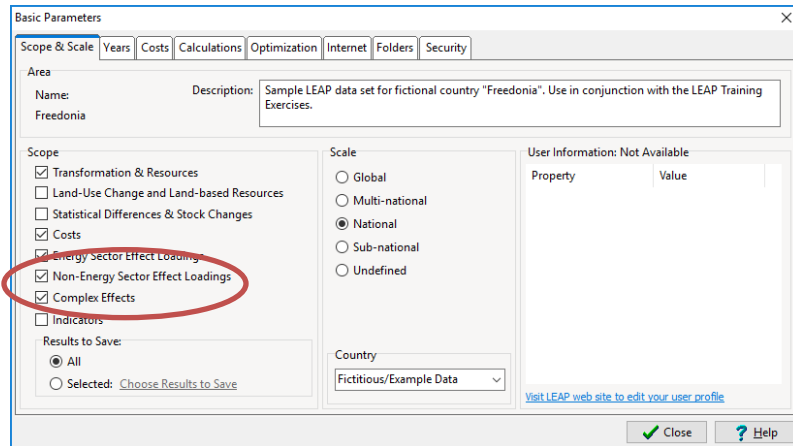 Basic Parameters
Scope & Scale Years Costs Calculations Optimization Internet Folders Security
Area
Name:
Freedonia
Description:
Sample LEAP data set for fictional country "Freedonia". Use in conjunction with the LEAP Training
Exercises.
Scope
Transformation & Resources
Land-Use Change and Land-based Resources
Statistical Differences & Stock Changes
Costs
Energy Sector Effect Loadings
Non-Energy Sector Effect Loadings
Complex Effects
Indicators
Results to Save:
All
Selected: Choose Results to Save
Scale
Global
Multi-national
National
Sub-national
Undefined
Country
Fictitious/Example Data
User Information: Not Available
Property Value
Visit LEAP web site to edit your user profile
Close
? Help